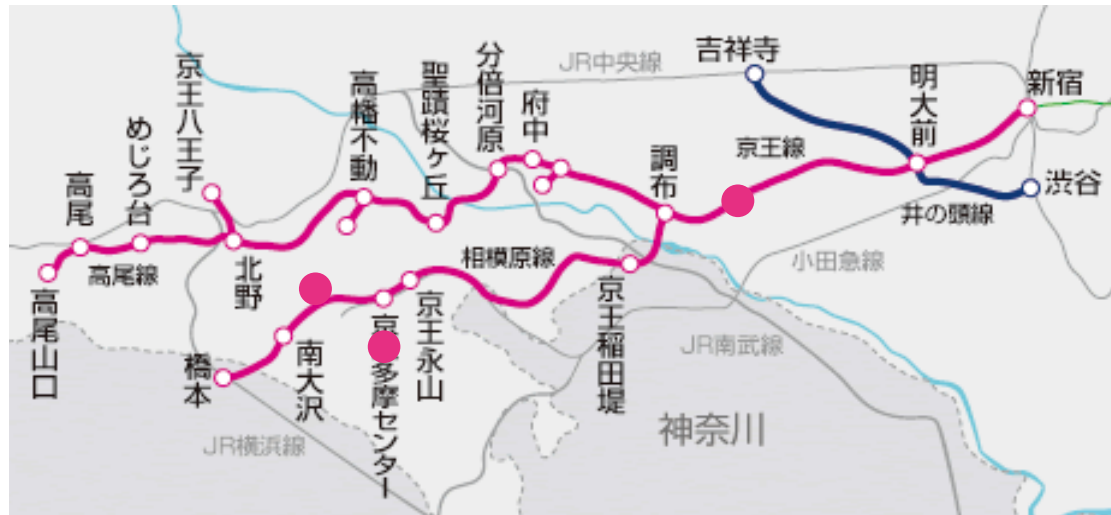 吉祥寺
JR中央線
新宿
明大前
京王線
渋谷
井の頭線
小田急線
調布
府中
分倍河原
聖蹟桜ヶ丘
高幡不動
京王八王子
めじろ台
高尾
高尾線
高尾山口
北野
相模原線
京王稲田堤
京王永山
京 多摩センター
南大沢
橋本
JR横浜線
JR南武線
神奈川